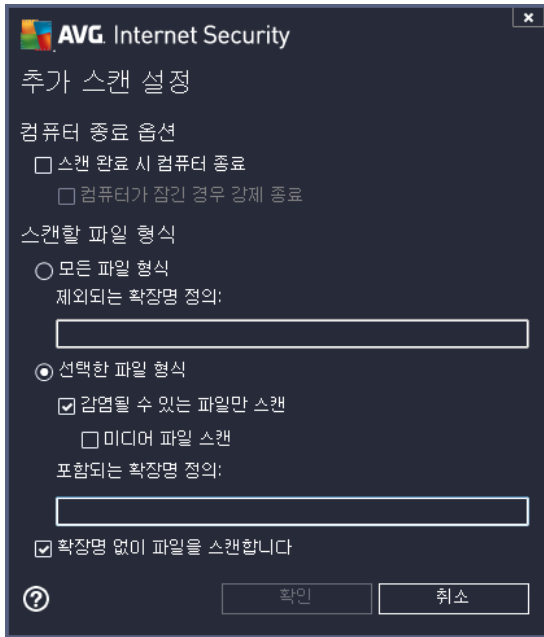 AVG. Internet Security
추가 스캔 설정
컴퓨터 종료 옵션
스캔 완료 시 컴퓨터 종료
컴퓨터가 잠긴 경우 강제 종료
스캔할 파일 형식
모든 파일 형식
제외되는 확장명 정의:
선택한 파일 형식
감염될 수 있는 파일만 스캔
미디어 파일 스캔
포함되는 확장명 정의:
확장명 없이 파일을 스캔합니다
확인 취소